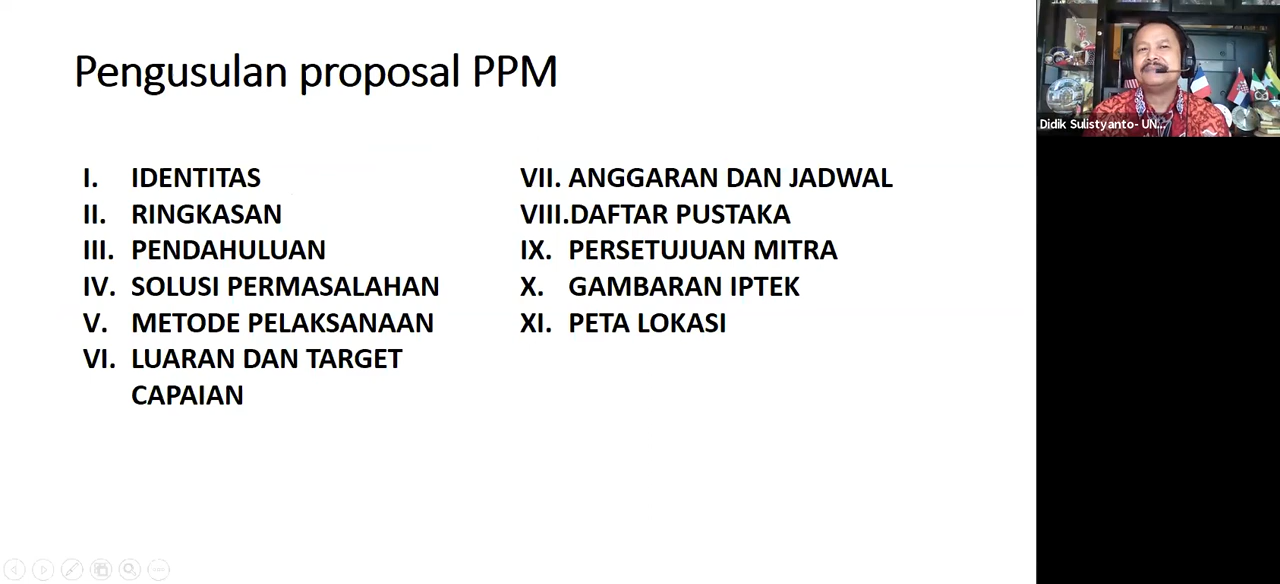 Pengusulan proposal PPM
I. IDENTITAS
II. RINGKASAN
III. PENDAHULUAN
IV. SOLUSI PERMASALAHAN
V. METODE PELAKSANAAN
VI. LUARAN DAN TARGET
CAPAIAN
VII. ANGGARAN DAN JADWAL
VIII.DAFTAR PUSTAKA
IX. PERSETUJUAN MITRA
X. GAMBARAN IPTEK
XI. PETA LOKASI
Didik Sulistyanto- UN...